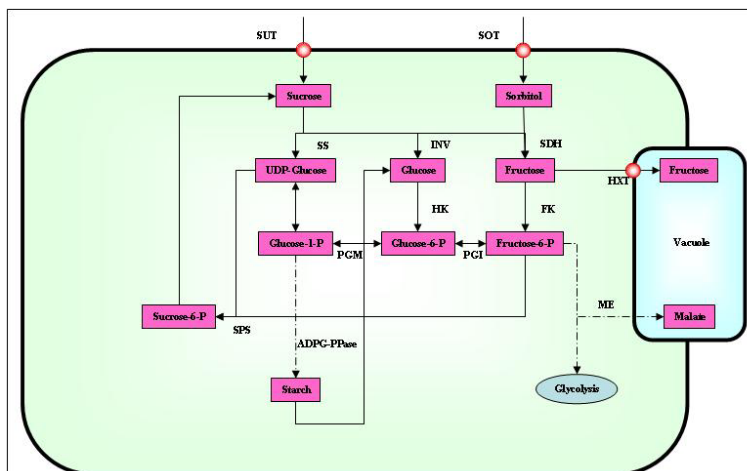 SUT
SOT
Sucrose
Sorbitol
SS
INV
SDH
UDP-Glucose
Glucose
Fructose
Fructose
HXT
HK
FK
Glucose-1-P
Glucose-6-P
Fructose-6-P
PGM
PGI
Vacuole
Sucrose-6-P
SPS
ME
Malate
ADPG-PPase
Starch
Glycolysis